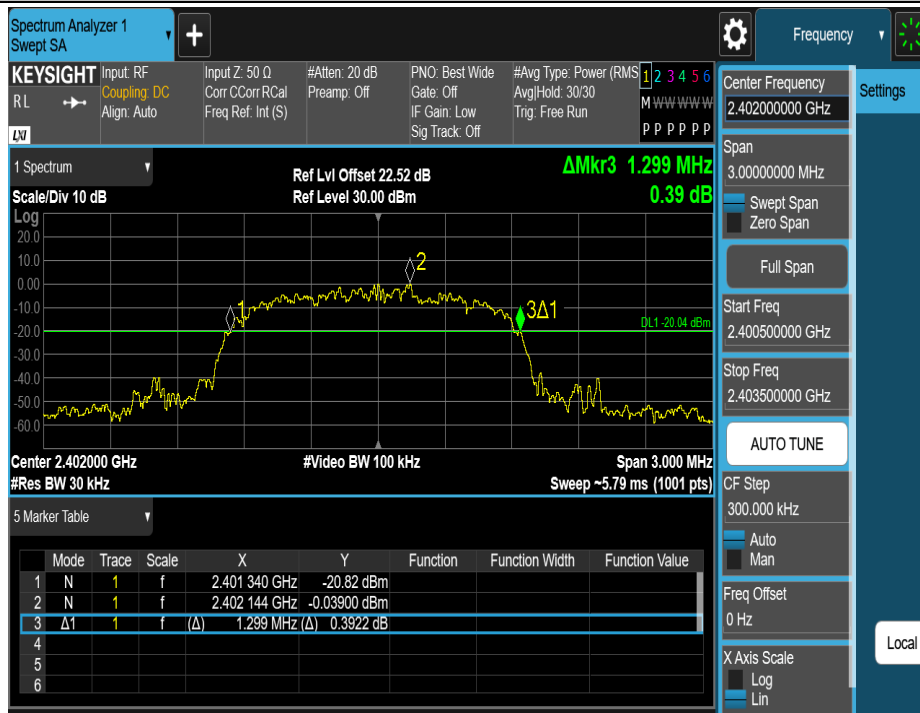 Spectrum Analyzer 1
Swept SA
+
Frequency
KEYSIGHT
RL
LXI
Input: RF
Coupling: DC
Align: Auto
Input Z: 50 Ω
Corr CCorr RCal
Freq Ref: Int (S)
#Atten: 20 dB
Preamp: Off
PNO: Best Wide
Gate: Off
IF Gain: Low
Sig Track: Off
#Avg Type: Power (RMS
Avg|Hold: 30/30
Trig: Free Run
1 2 3 4 5 6
M W W W W W
P P P P P P
Center Frequency
2.402000000 GHz
Settings
Span
3.00000000 MHz
Swept Span
Zero Span
Full Span
Start Freq
2.400500000 GHz
Stop Freq
2.403500000 GHz
AUTO TUNE
CF Step
300.000 kHz
Auto
Man
Freq Offset
0 Hz
Local
X Axis Scale
Log
Lin
1 Spectrum
Scale/Div 10 dB
Ref Lvl Offset 22.52 dB
Ref Level 30.00 dBm
ΔMkr3 1.299 MHz
0.39 dB
Log
20.0
10.0
0.00
-10.0
-20.0
-30.0
-40.0
-50.0
-60.0
1
2
3Δ1
DL1 -20.04 dBm
Center 2.402000 GHz
#Video BW 100 kHz
Span 3.000 MHz
#Res BW 30 kHz
Sweep ~5.79 ms (1001 pts)
5 Marker Table
Mode Trace Scale X Y Function Function Width Function Value
1 N 1 f 2.401 340 GHz -20.82 dBm
2 N 1 f 2.402 144 GHz -0.03900 dBm
3 Δ1 1 f (Δ) 1.299 MHz (Δ) 0.3922 dB
4
5
6